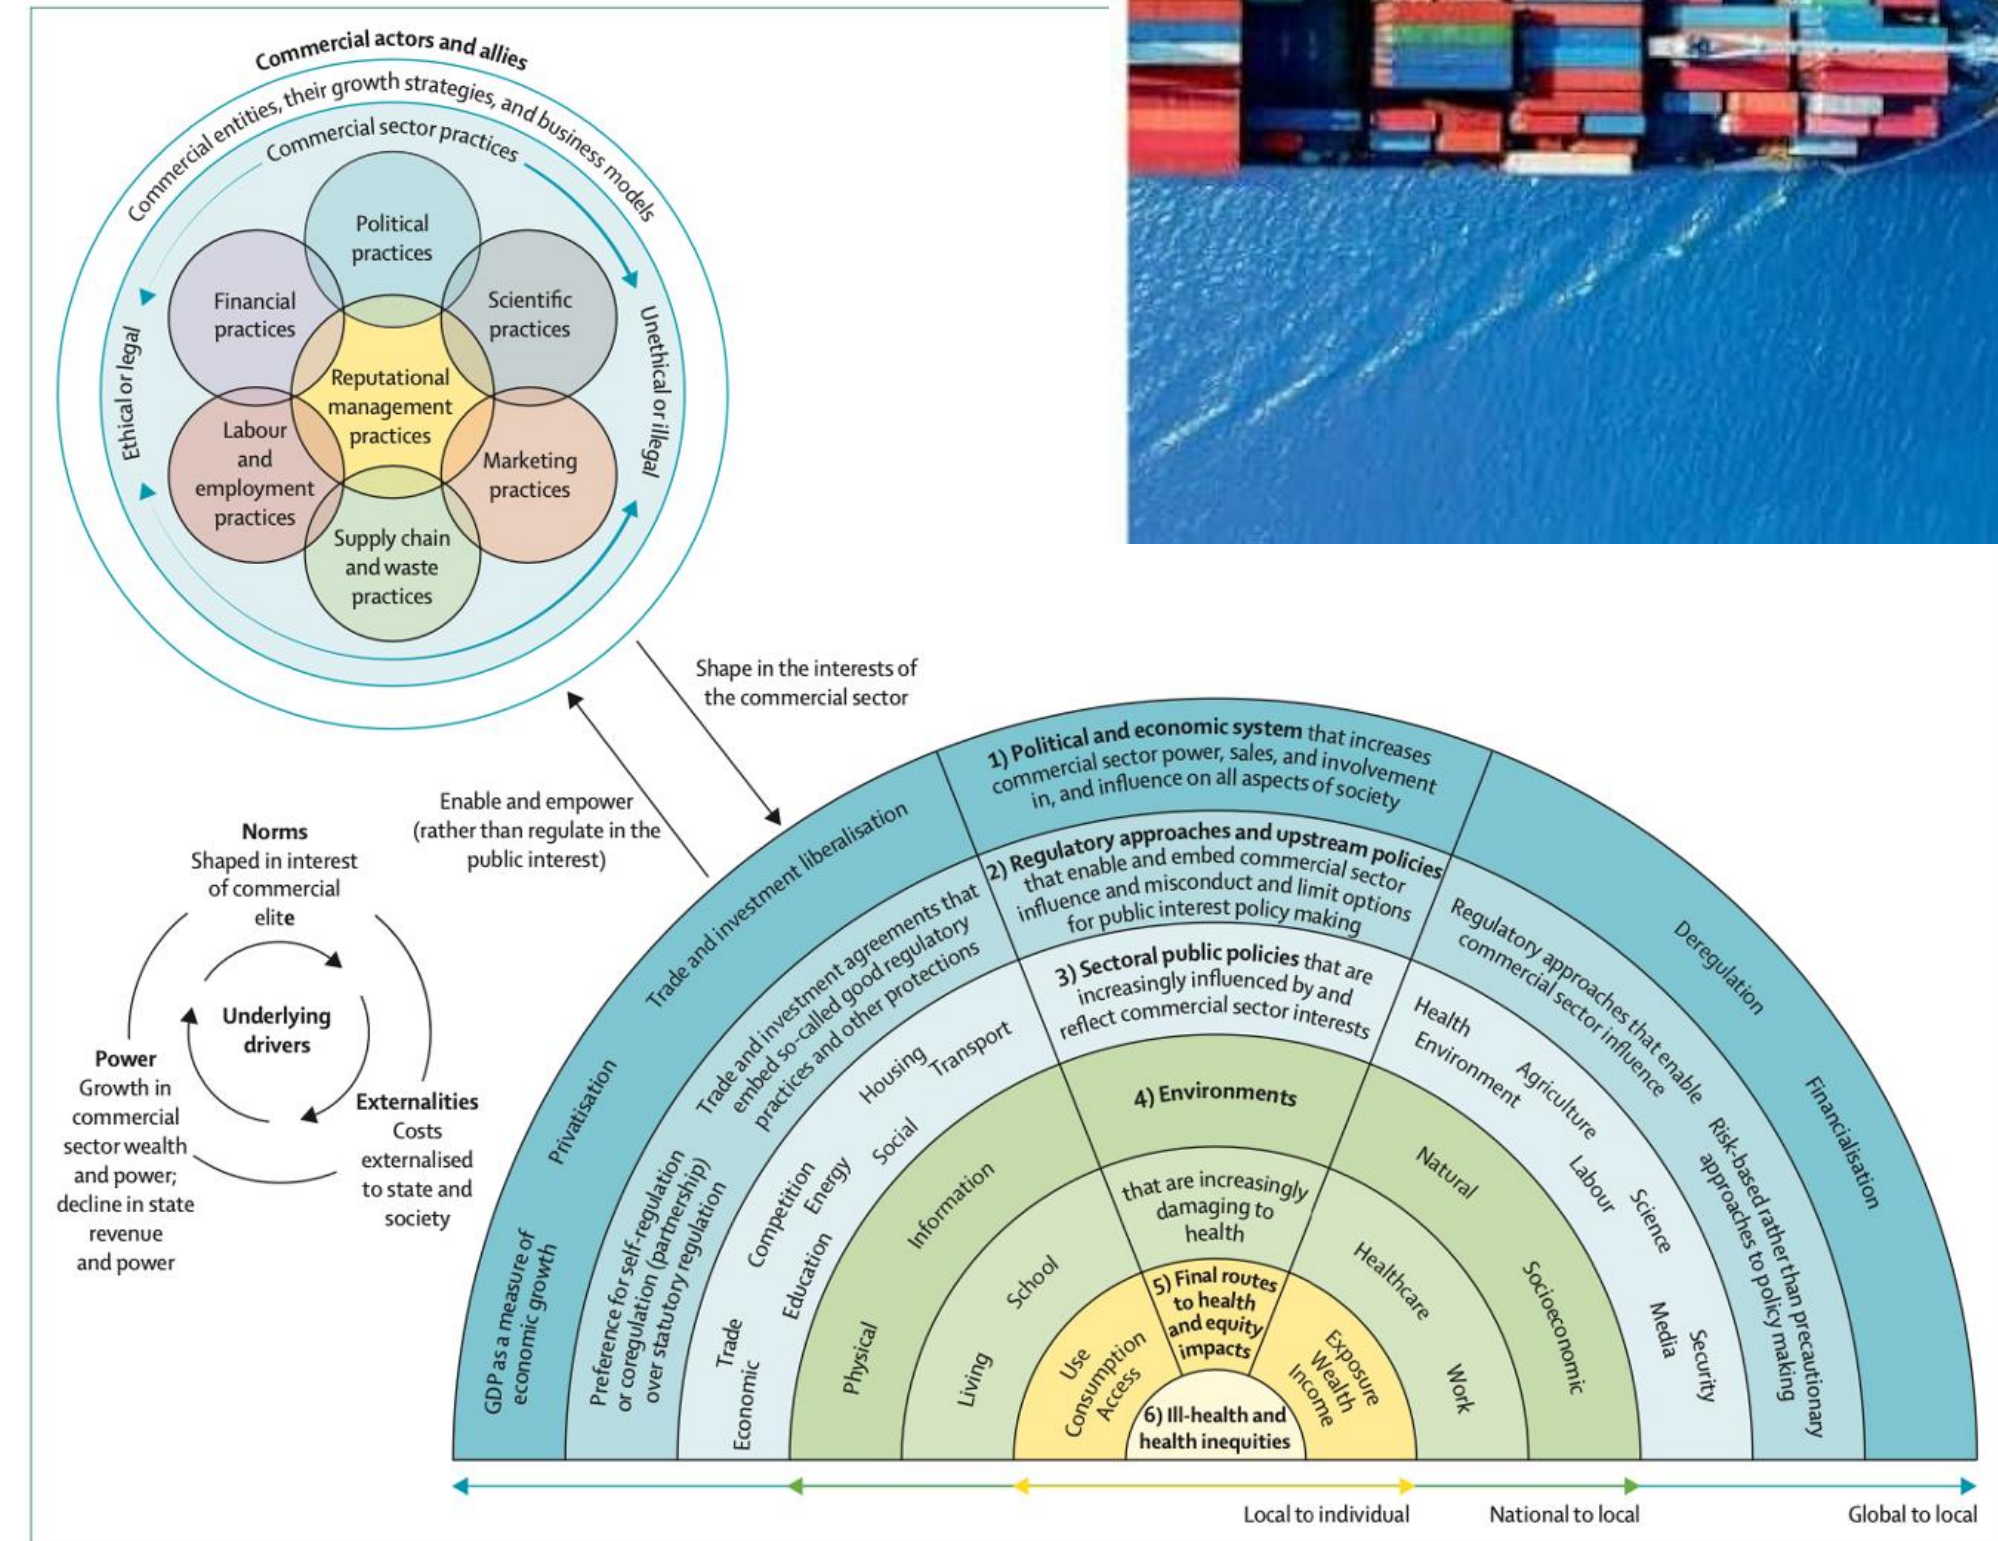 Commercial actors and allies
Commercial entities, their growth strategies, and business models
Commercial sector practices
Political
practices
Financial
practices
Scientific
practices
Ethical or legal
Unethical or illegal
Reputational
management
practices
Labour
and
employment
practices
Marketing
practices
Supply chain
and waste
practices
Shape in the interests of
the commercial sector
Enable and empower
(rather than regulate in the
public interest)
Norms
Shaped in interest
of commercial
elite
Underlying
drivers
Power
Growth in
commercial
sector wealth
and power;
decline in state
revenue
and power
Externalities
Costs
externalised
to state and
society
1) Political and economic system that increases
commercial sector power, sales, and involvement
in, and influence on all aspects of society
GDP as a measure of
economic growth
Privatisation
Trade and investment liberalisation
Deregulation
Financialisation
2) Regulatory approaches and upstream policies
that enable and embed commercial sector
influence and misconduct and limit options
for public interest policy making
Preference for self-regulation
or coregulation (partnership)
over statutory regulation
Trade and investment agreements that
embed so-called good regulatory
practices and other protections
Regulatory approaches that enable
commercial sector influence
Risk-based rather than precautionary
approaches to policy making
3) Sectoral public policies that are
increasingly influenced by and
reflect commercial sector interests
Economic
Trade
Education
Competition
Energy
Social
Housing
Transport
Health
Environment
Agriculture
Labour
Science
Media
Security
4) Environments
Physical
Information
Natural
Socioeconomic
that are increasingly
damaging to
health
Living
School
Healthcare
Work
5) Final routes
to health
and equity
impacts
Use
Consumption
Access
Exposure
Wealth
Income
6) Ill-health and
health inequities
Local to individual
National to local
Global to local